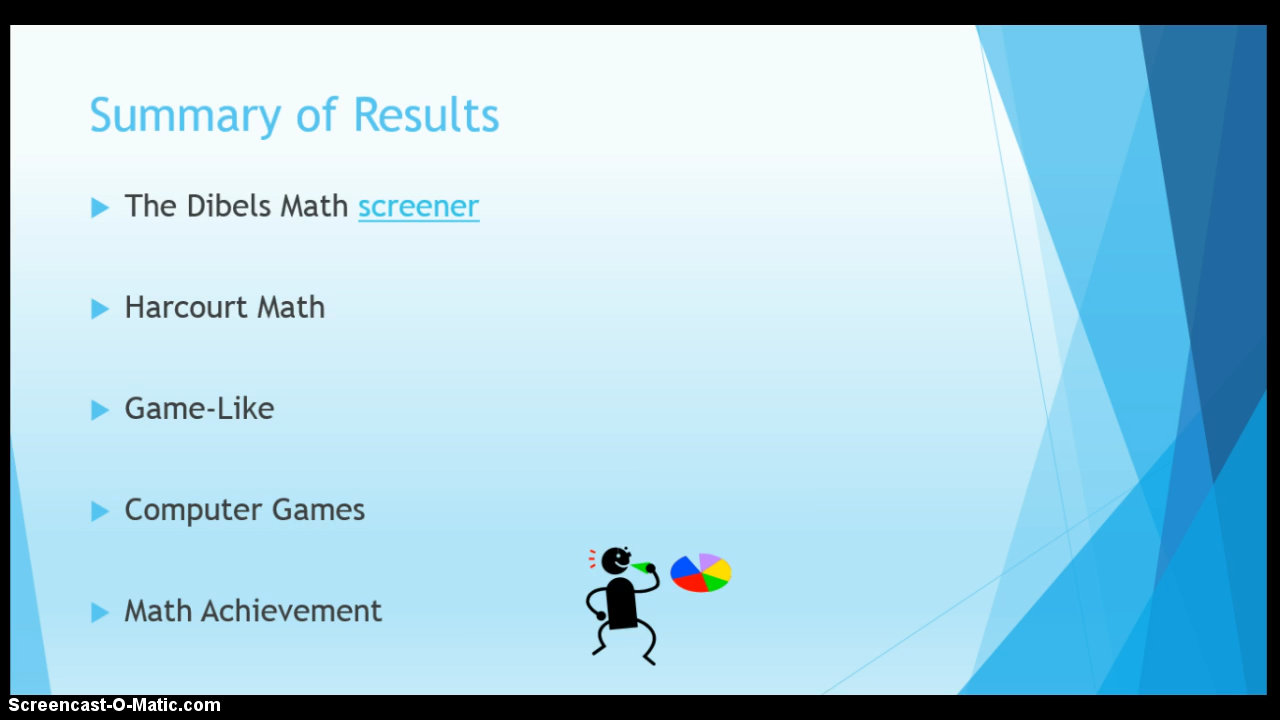 Summary of Results
The Dibels Math screener
Harcourt Math
Game-Like
Computer Games
Math Achievement
Screencast-O-Matic.com